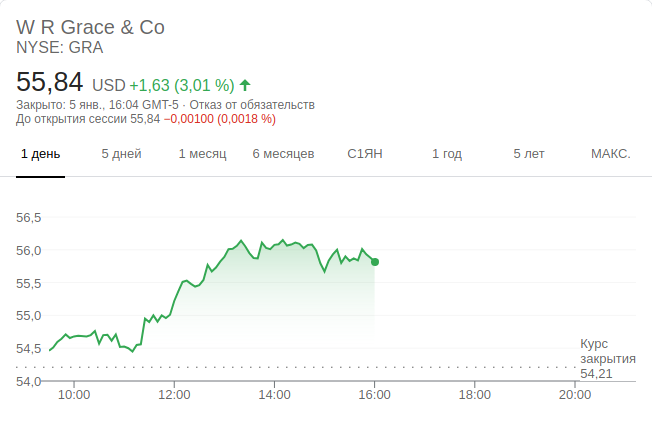 W R Grace & Co
NYSE: GRA
55,84 USD +1,63 (3,01 %)
Закрыто: 5 янв., 16:04 GMT-5 · Отказ от обязательств
До открытия сессии 55,84 −0,00100 (0,0018 %)
1 день 5 дней 1 месяц 6 месяцев С1ЯН 1 год 5 лет МАКС.
56,5
56,0
55,5
55,0
54,5
54,0
Курс
закрытия
54,21
10:00 12:00 14:00 16:00 20:00